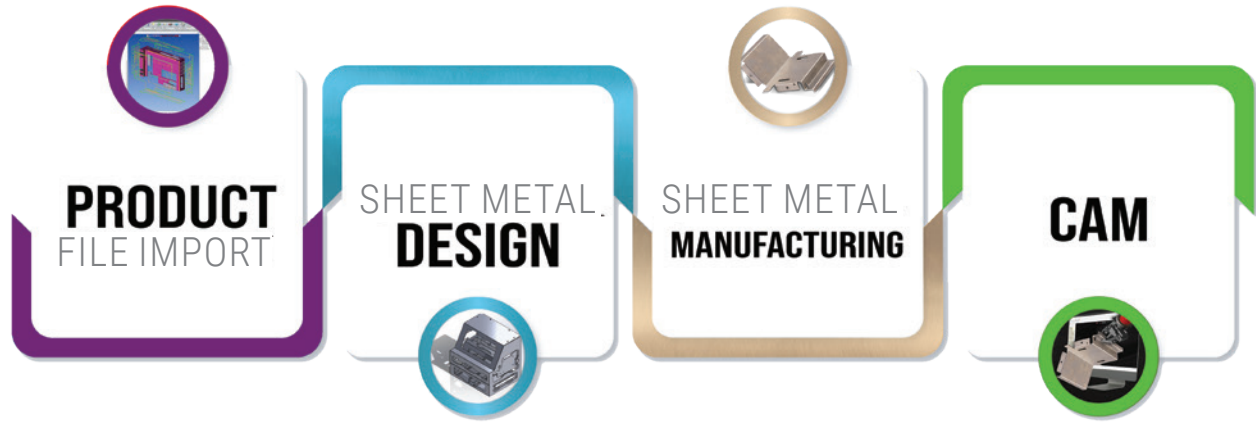 PRODUCT
FILE IMPORT
SHEET METAL
DESIGN
SHEET METAL
MANUFACTURING
CAM